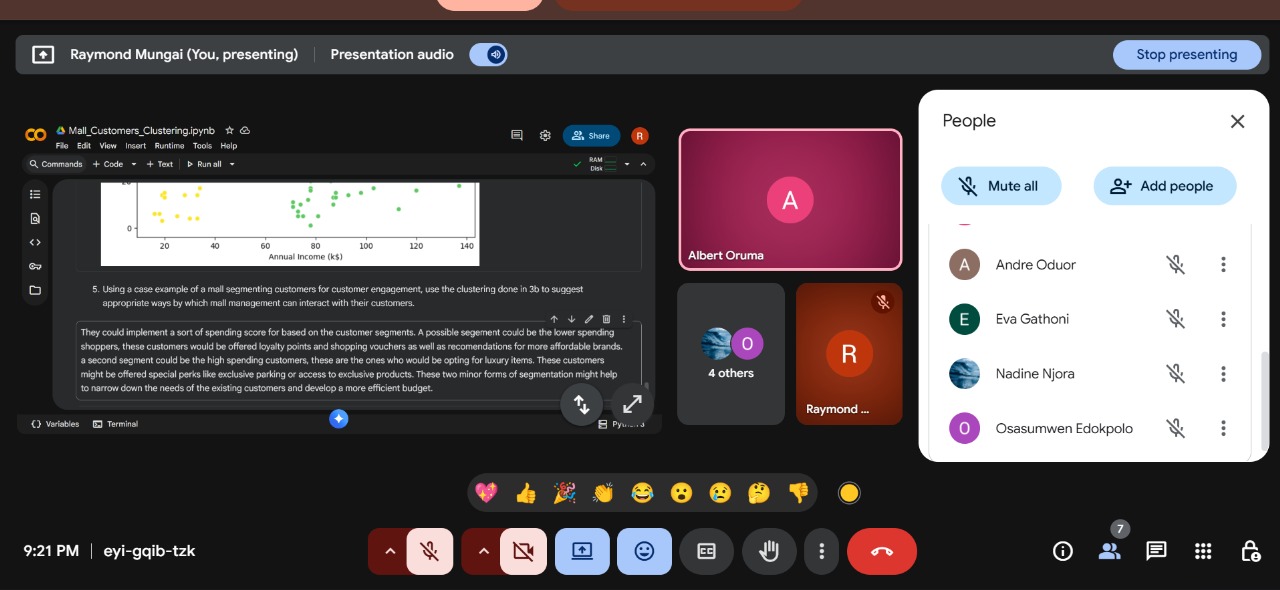 Raymond Mungai (You, presenting)
Presentation audio
Stop presenting
Mall_Customers_Clustering.ipynb
File Edit View Insert Runtime Tools Help
Share
R
Commands + Code + Text Run all
RAM
Disk
0
20 40 60 80 100 120 140
Annual Income (k$)
5. Using a case example of a mall segmenting customers for customer engagement, use the clustering done in 3b to suggest
appropriate ways by which mall management can interact with their customers.
They could implement a sort of spending score for based on the customer segments. A possible segement could be the lower spending
shoppers, these customers would be offered loyalty points and shopping vouchers as well as recomendations for more affordable brands.
a second segment could be the high spending customers, these are the ones who would be opting for luxury items. These customers
might be offered special perks like exclusive parking or access to exclusive products. These two minor forms of segmentation might help
to narrow down the needs of the existing customers and develop a more efficient budget.
Variables Terminal
A
Albert Oruma
O
4 others
R
Raymond ...
People
Mute all
Add people
A Andre Oduor
E Eva Gathoni
Nadine Njora
O Osasumwen Edokpolo
9:21 PM eyi-gqib-tzk
CC
7